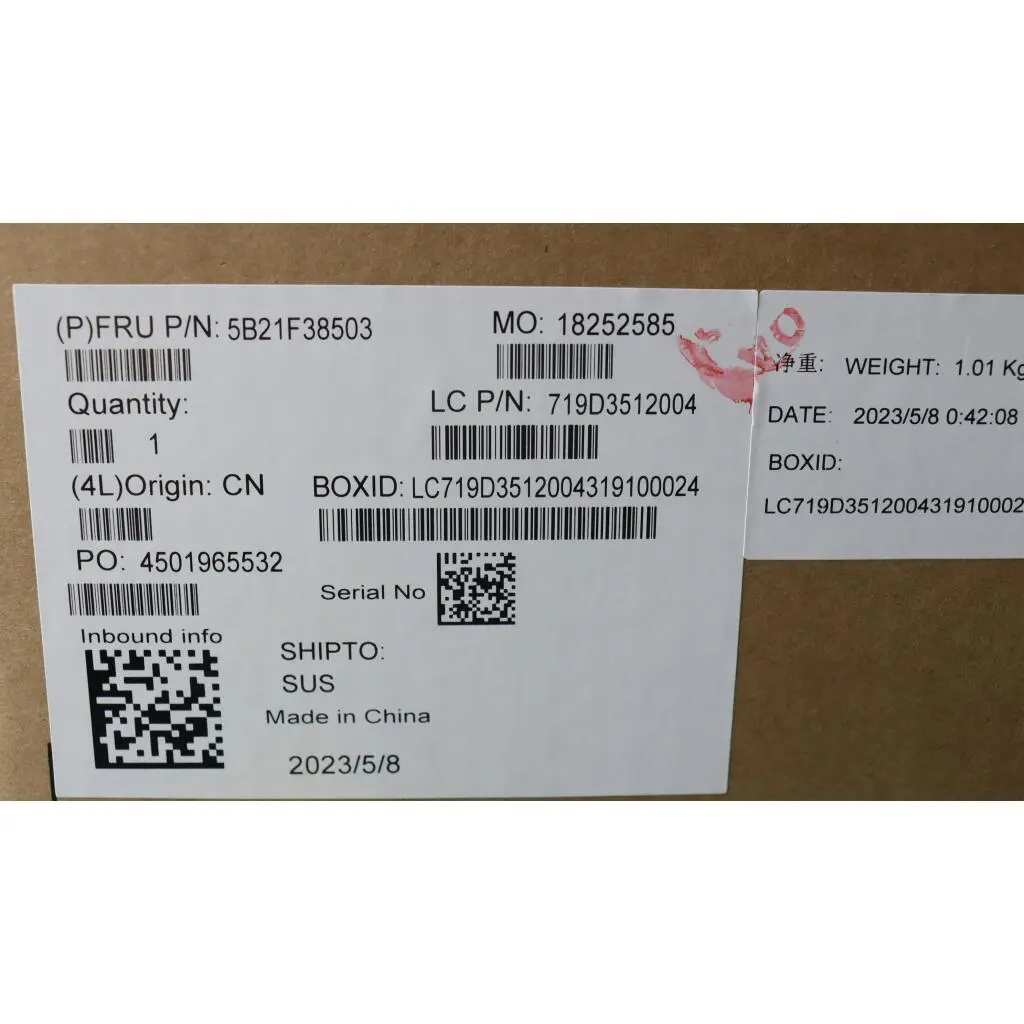 (P)FRU P/N: 5B21F38503
MO: 18252585
Quantity:
1
LC P/N: 719D3512004
(4L)Origin: CN
BOXID: LC719D3512004319100024
PO: 4501965532
Serial No
Inbound info
SHIPTO:
SUS
Made in China
2023/5/8
净重: WEIGHT: 1.01 Kg
DATE: 2023/5/8 0:42:08
BOXID:
LC719D351200431910002